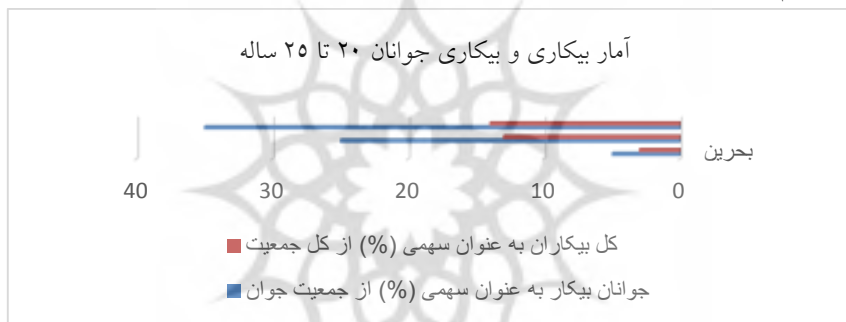 آمار بیکاری و بیکاری جوانان ۲۰ تا ۲۵ ساله
بحرین
40 30 20 10 0
کل بیکاران به عنوان سهمی (%) از کل جمعیت
جوانان بیکار به عنوان سهمی (%) از جمعیت جوان